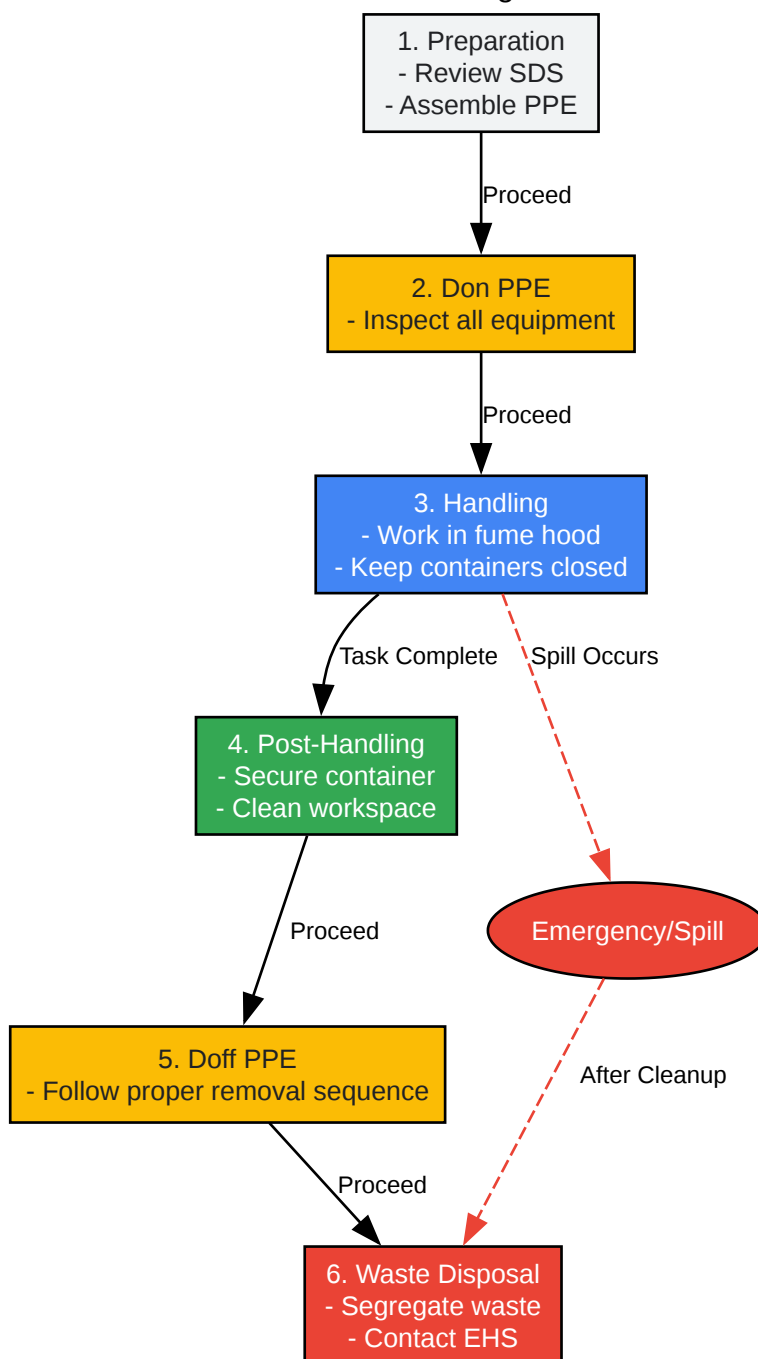 1. Preparation
- Review SDS
- Assemble PPE
Proceed
2. Don PPE
- Inspect all equipment
Proceed
3. Handling
- Work in fume hood
- Keep containers closed
Task Complete
Spill Occurs
4. Post-Handling
- Secure container
- Clean workspace
Proceed
Emergency/Spill
5. Doff PPE
- Follow proper removal sequence
After Cleanup
Proceed
6. Waste Disposal
- Segregate waste
- Contact EHS